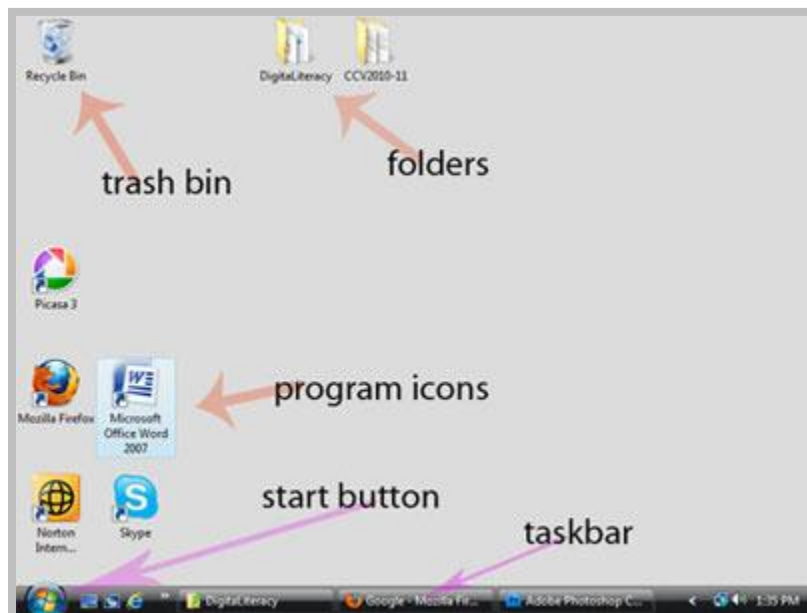 Recycle Bin
DigitalLiteracy CCV2010-11
trash bin
folders
Picasa 3
program icons
Mozilla Firefox
Microsoft Office Word 2007
start button
Norton Intern...
Skype
taskbar
DigitalLiteracy
Google - Mozilla Fir...
Adobe Photoshop C...
1:35 PM